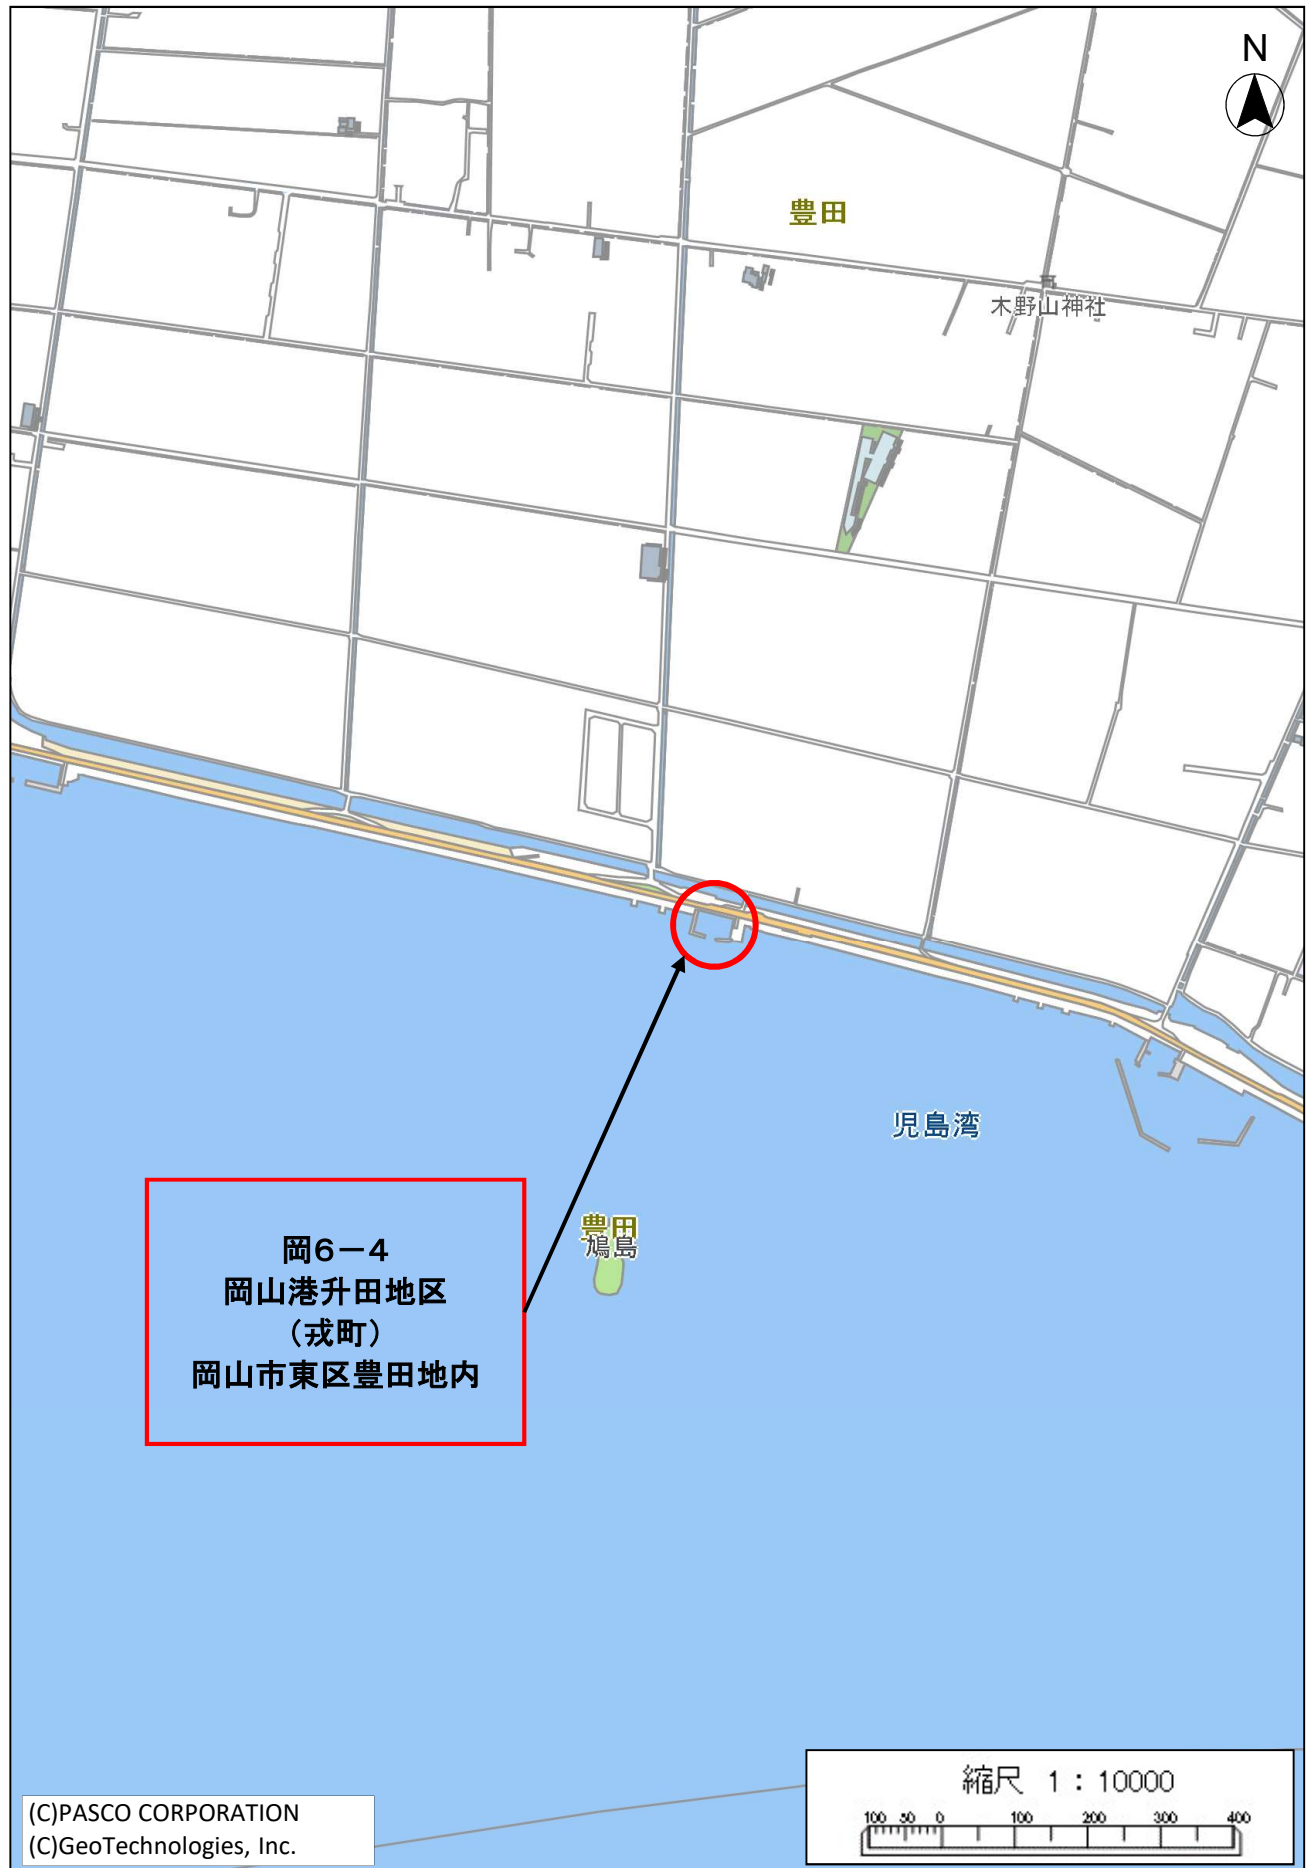 N
豊田
木野山神社
児島湾
豊田
鳩島
岡6－4
岡山港升田地区
（戎町）
岡山市東区豊田地内
縮尺 1：10000
100 50 0 100 200 300 400
(C)PASCO CORPORATION
(C)GeoTechnologies, Inc.